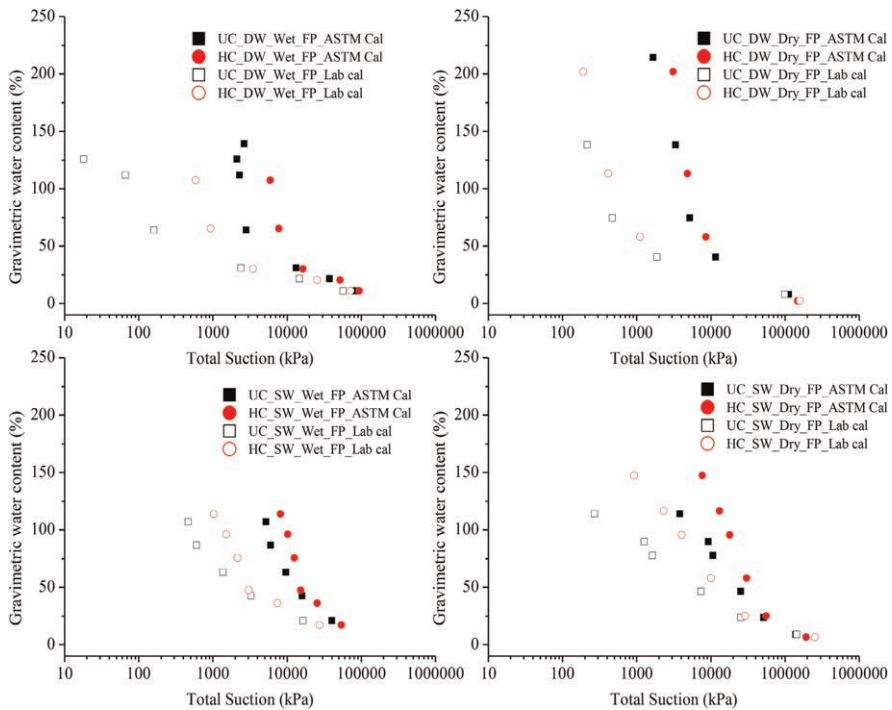 250
200
150
100
50
0
Gravimetric water content (%)
UC_DW_Wet_FP_ASTM Cal
HC_DW_Wet_FP_ASTM Cal
UC_DW_Wet_FP_Lab cal
HC_DW_Wet_FP_Lab cal
10 100 1000 10000 100000 1000000
Total Suction (kPa)
250
200
150
100
50
0
Gravimetric water content (%)
UC_DW_Dry_FP_ASTM Cal
HC_DW_Dry_FP_ASTM Cal
UC_DW_Dry_FP_Lab cal
HC_DW_Dry_FP_Lab cal
10 100 1000 10000 100000 1000000
Total Suction (kPa)
250
200
150
100
50
0
Gravimetric water content (%)
UC_SW_Wet_FP_ASTM Cal
HC_SW_Wet_FP_ASTM Cal
UC_SW_Wet_FP_Lab cal
HC_SW_Wet_FP_Lab cal
10 100 1000 10000 100000 1000000
Total Suction (kPa)
250
200
150
100
50
0
Gravimetric water content (%)
UC_SW_Dry_FP_ASTM Cal
HC_SW_Dry_FP_ASTM Cal
UC_SW_Dry_FP_Lab cal
HC_SW_Dry_FP_Lab cal
10 100 1000 10000 100000 1000000
Total Suction (kPa)